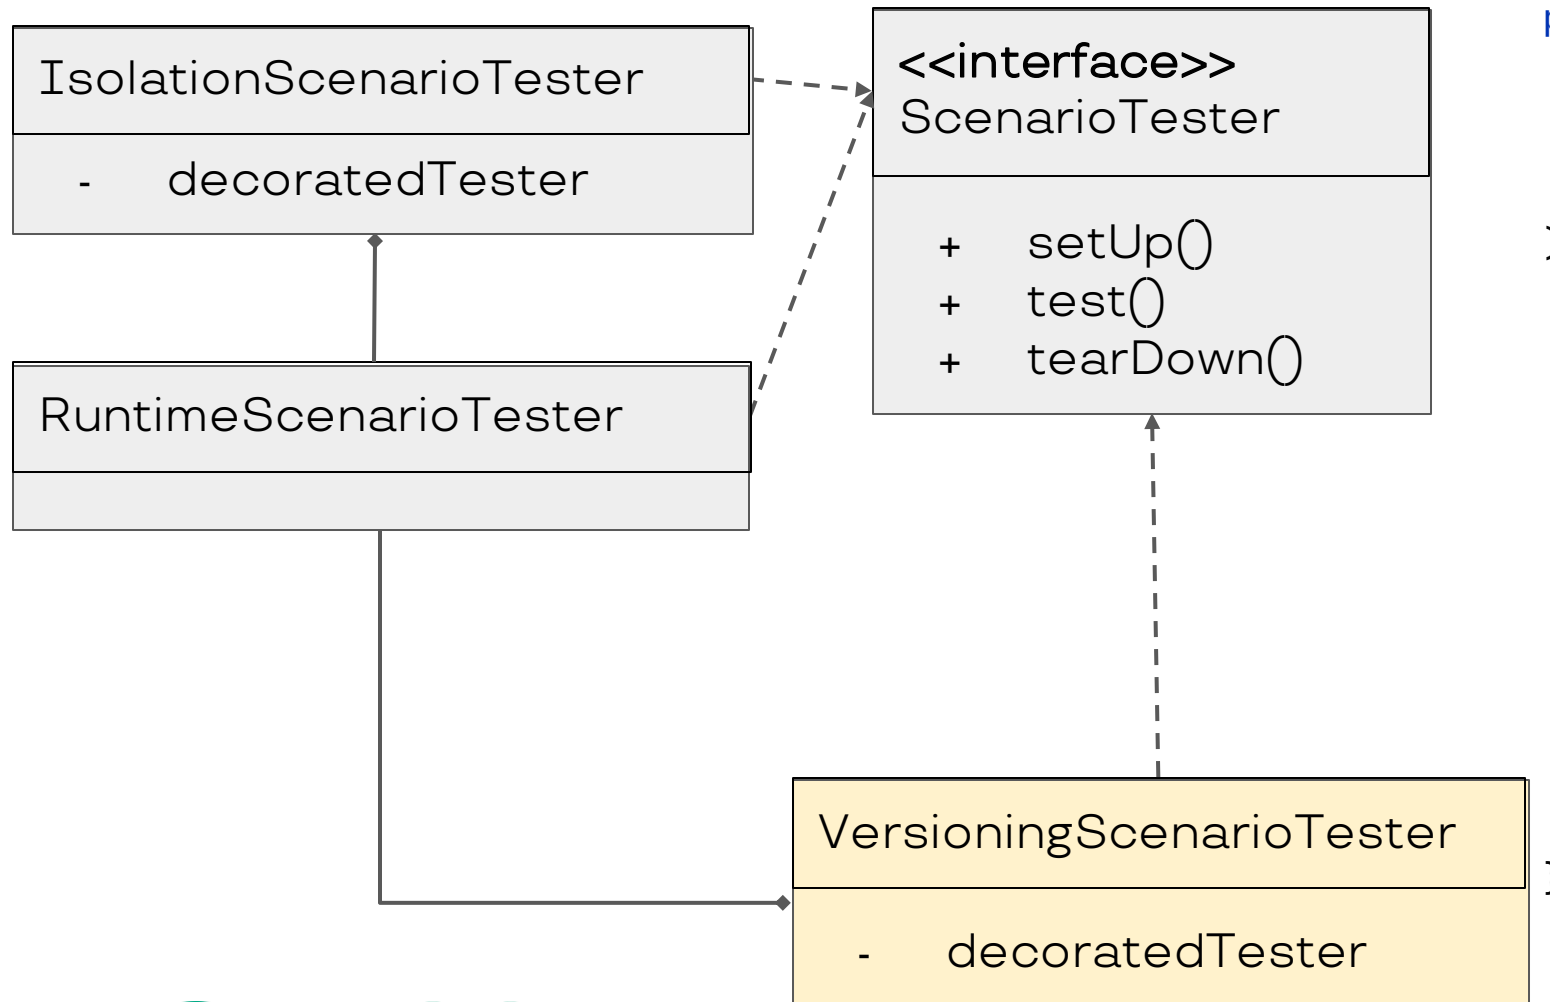 IsolationScenarioTester
- decoratedTester
<<interface>>
ScenarioTester
+ setUp()
+ test()
+ tearDown()
RuntimeScenarioTester
VersioningScenarioTester
- decoratedTester